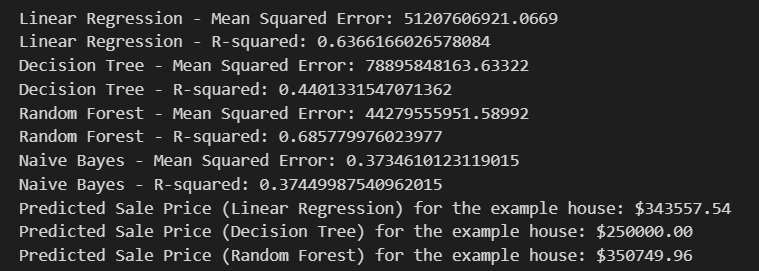 Linear Regression - Mean Squared Error: 51207606921.0669
Linear Regression - R-squared: 0.6366166026578084
Decision Tree - Mean Squared Error: 78895848163.63322
Decision Tree - R-squared: 0.4401331547071362
Random Forest - Mean Squared Error: 44279555951.58992
Random Forest - R-squared: 0.685779976023977
Naive Bayes - Mean Squared Error: 0.3734610123119015
Naive Bayes - R-squared: 0.37449987540962015
Predicted Sale Price (Linear Regression) for the example house: $343557.54
Predicted Sale Price (Decision Tree) for the example house: $250000.00
Predicted Sale Price (Random Forest) for the example house: $350749.96